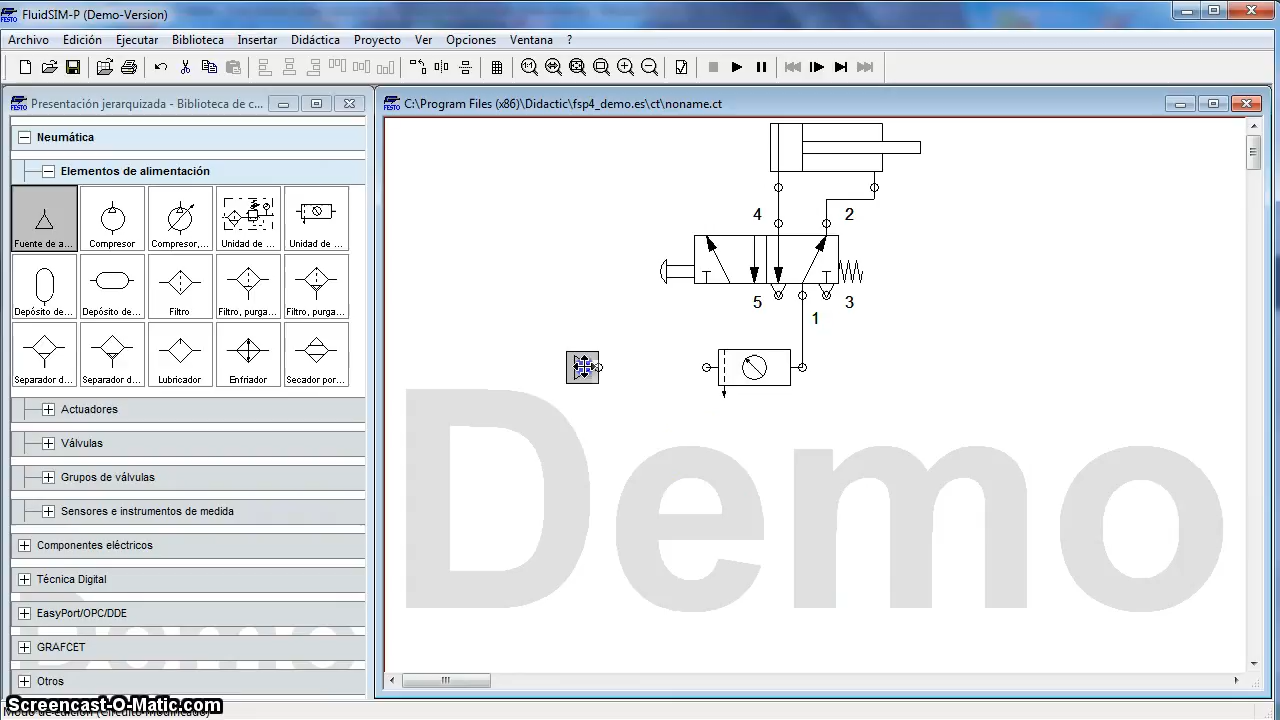 FluidSIM-P (Demo-Version)
Archivo Edición Ejecutar Biblioteca Insertar Didáctica Proyecto Ver Opciones Ventana ?
Presentación jerarquizada - Biblioteca de c...
C:\Program Files (x86)\Didactic\fsp4_demo.es\ct\noname.ct
Neumática
Elementos de alimentación
Fuente de a... Compresor Compresor,... Unidad de ... Unidad de ...
Depósito de... Depósito de... Filtro Filtro, purga... Filtro, purga...
Separador d... Separador d... Lubricador Enfriador Secador por...
Actuadores
Válvulas
Grupos de válvulas
Sensores e instrumentos de medida
Componentes eléctricos
Técnica Digital
EasyPort/OPC/DDE
GRAFCET
Otros
4 2
5 3
1
Demo
Demo
Screencast-O-Matic.com